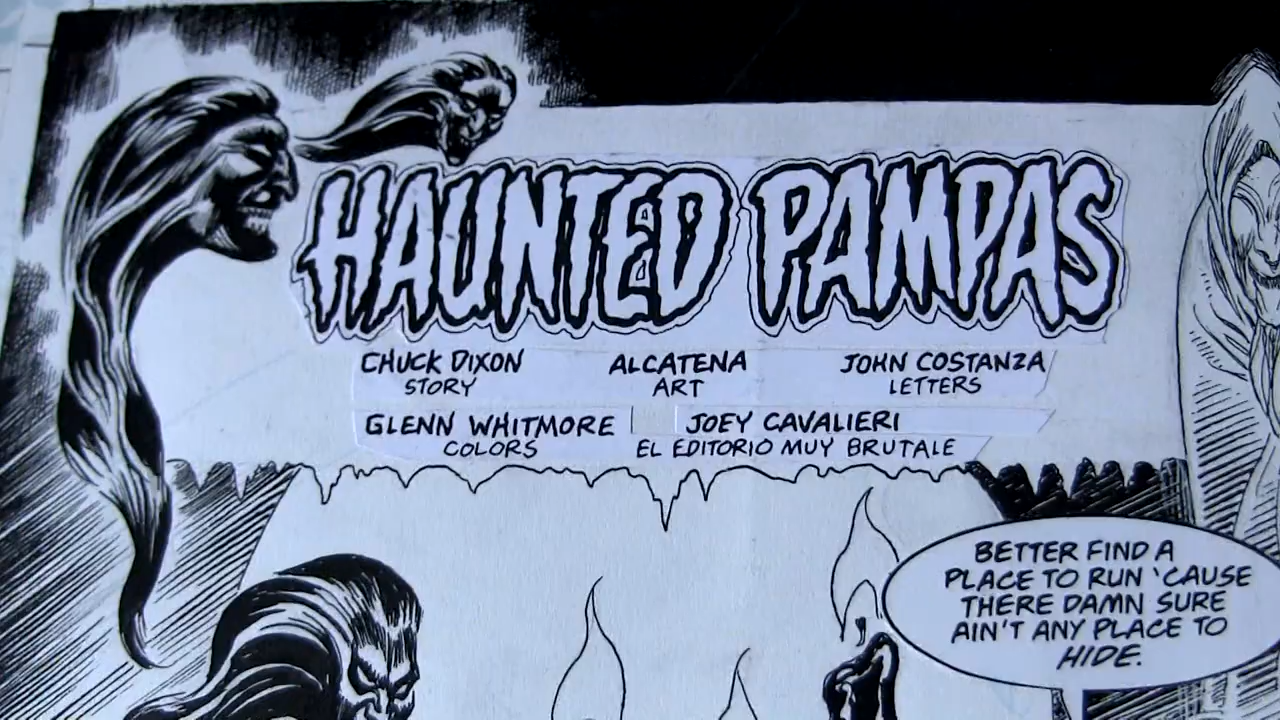 HAUNTED PAMPAS
CHUCK DIXON
STORY
ALCATENA
ART
JOHN COSTANZA
LETTERS
GLENN WHITMORE
COLORS
JOEY CAVALIERI
EL EDITORIO MUY BRUTALE
BETTER FIND A
PLACE TO RUN 'CAUSE
THERE DAMN SURE
AIN'T ANY PLACE TO
HIDE.